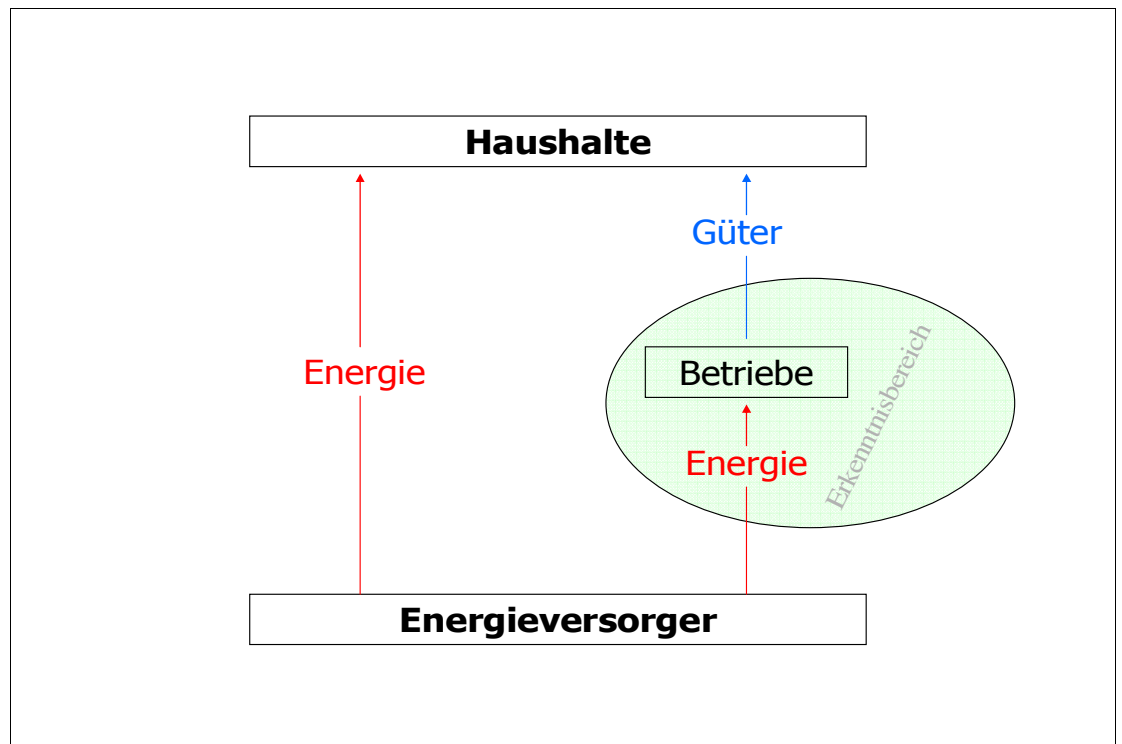 Haushalte
Güter
Energie
Betriebe
Erkenntnisbereich
Energie
Energieversorger